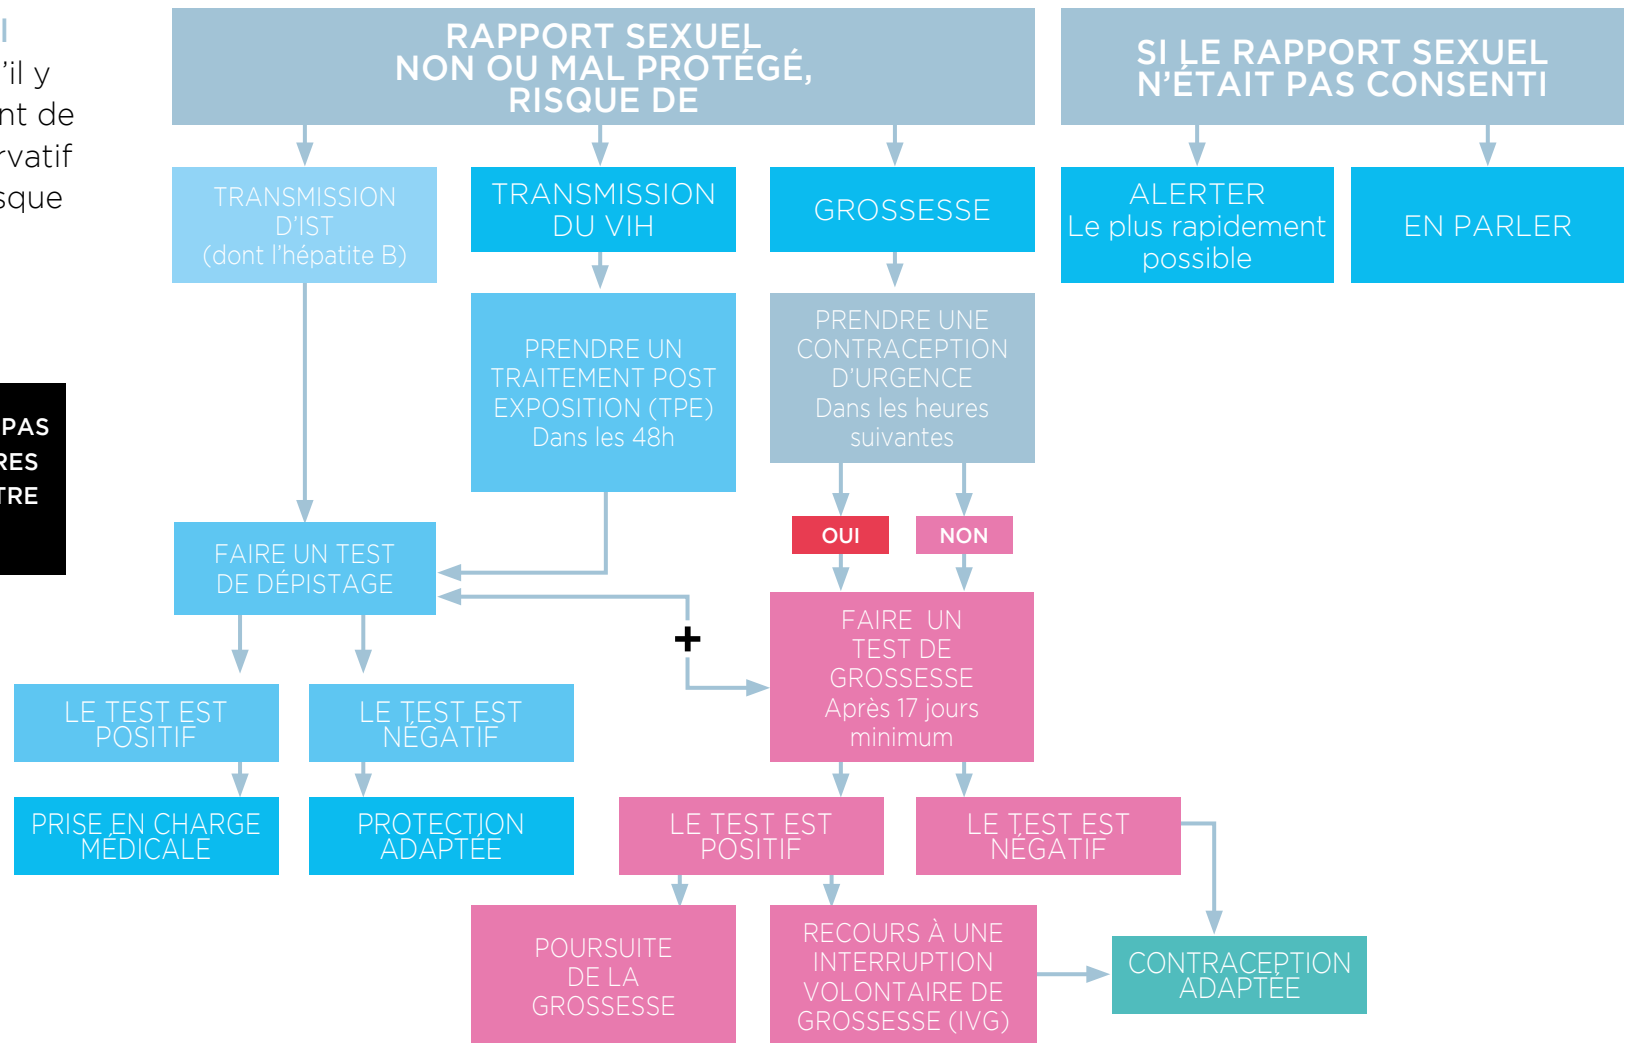 I
'il y
nt de
rvatif
sque
PAS
RES
TRE
RAPPORT SEXUEL
NON OU MAL PROTÉGÉ,
RISQUE DE
SI LE RAPPORT SEXUEL
N'ÉTAIT PAS CONSENTI
TRANSMISSION
D'IST
(dont l'hépatite B)
TRANSMISSION
DU VIH
GROSSESSE
ALERTER
Le plus rapidement
possible
EN PARLER
PRENDRE UN
TRAITEMENT POST
EXPOSITION (TPE)
Dans les 48h
PRENDRE UNE
CONTRACEPTION
D'URGENCE
Dans les heures
suivantes
OUI
NON
FAIRE UN TEST
DE DÉPISTAGE
+
FAIRE UN
TEST DE
GROSSESSE
Après 17 jours
minimum
LE TEST EST
POSITIF
LE TEST EST
NÉGATIF
PRISE EN CHARGE
MÉDICALE
PROTECTION
ADAPTÉE
LE TEST EST
POSITIF
LE TEST EST
NÉGATIF
POURSUITE
DE LA
GROSSESSE
RECOURS À UNE
INTERRUPTION
VOLONTAIRE DE
GROSSESSE (IVG)
CONTRACEPTION
ADAPTÉE